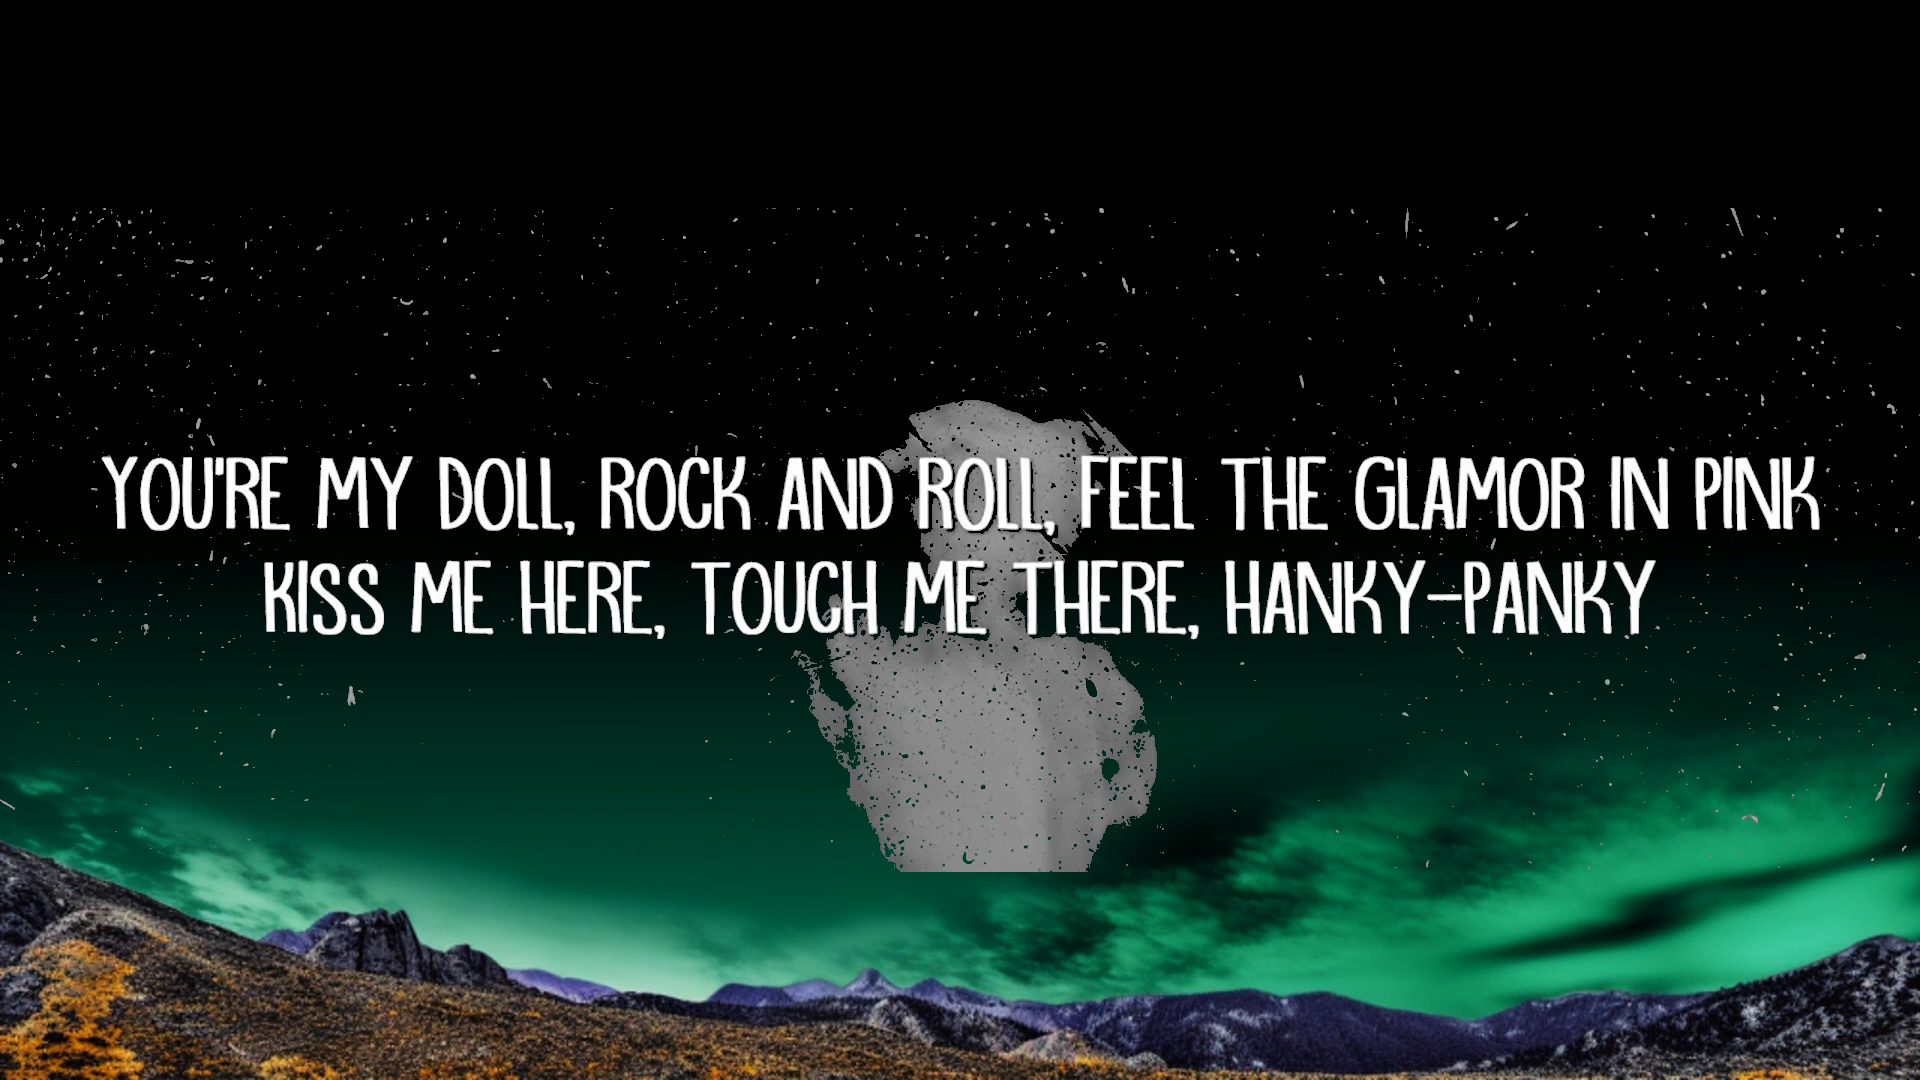 YOU'RE MY DOLL, ROCK AND ROLL, FEEL THE GLAMOR IN PINK
KISS ME HERE, TOUCH ME THERE, HANKY-PANKY